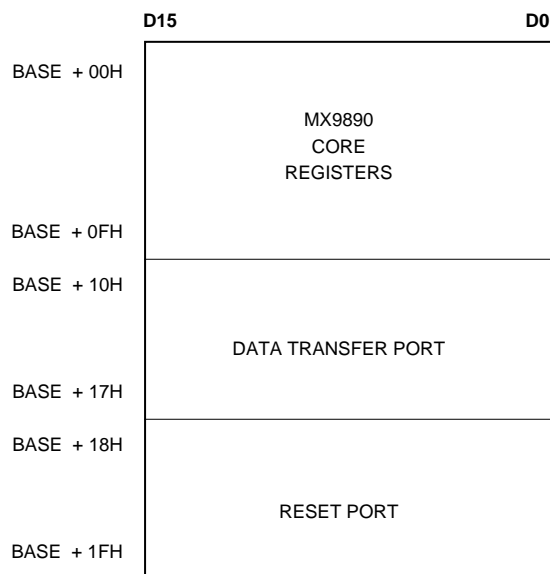 D15 D0
BASE + 00H
MX9890
CORE
REGISTERS
BASE + 0FH
BASE + 10H
DATA TRANSFER PORT
BASE + 17H
BASE + 18H
RESET PORT
BASE + 1FH